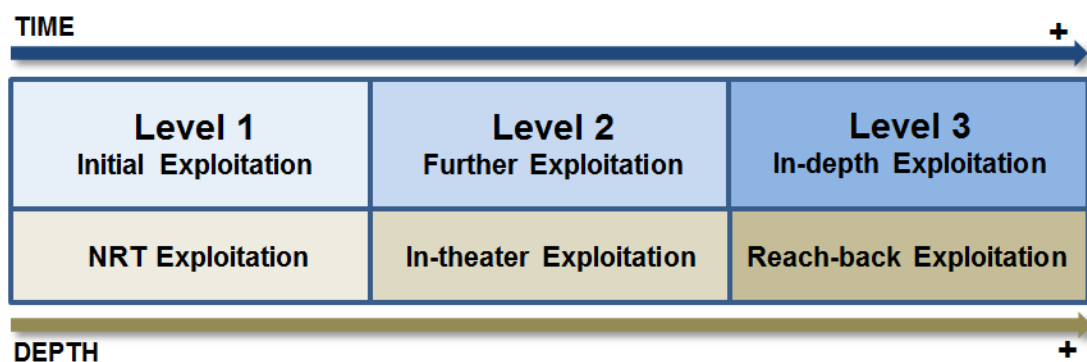 TIME
+
Level 1
Initial Exploitation
Level 2
Further Exploitation
Level 3
In-depth Exploitation
NRT Exploitation
In-theater Exploitation
Reach-back Exploitation
DEPTH
+